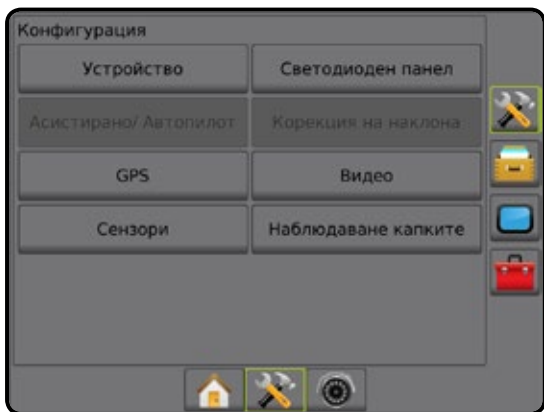 Конфигурация
Устройство
Светодиоден панел
Асистирано/ Автопилот
Корекция на наклона
GPS
Видео
Сензори
Наблюдаване капките